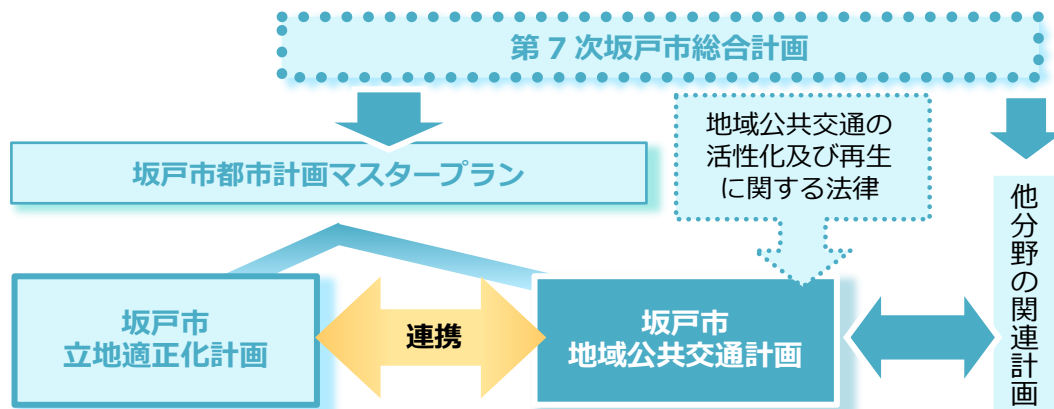 第7次坂戸市総合計画
地域公共交通の
活性化及び再生
に関する法律
坂戸市都市計画マスタープラン
他分野の関連計画
坂戸市
立地適正化計画
連携
坂戸市
地域公共交通計画